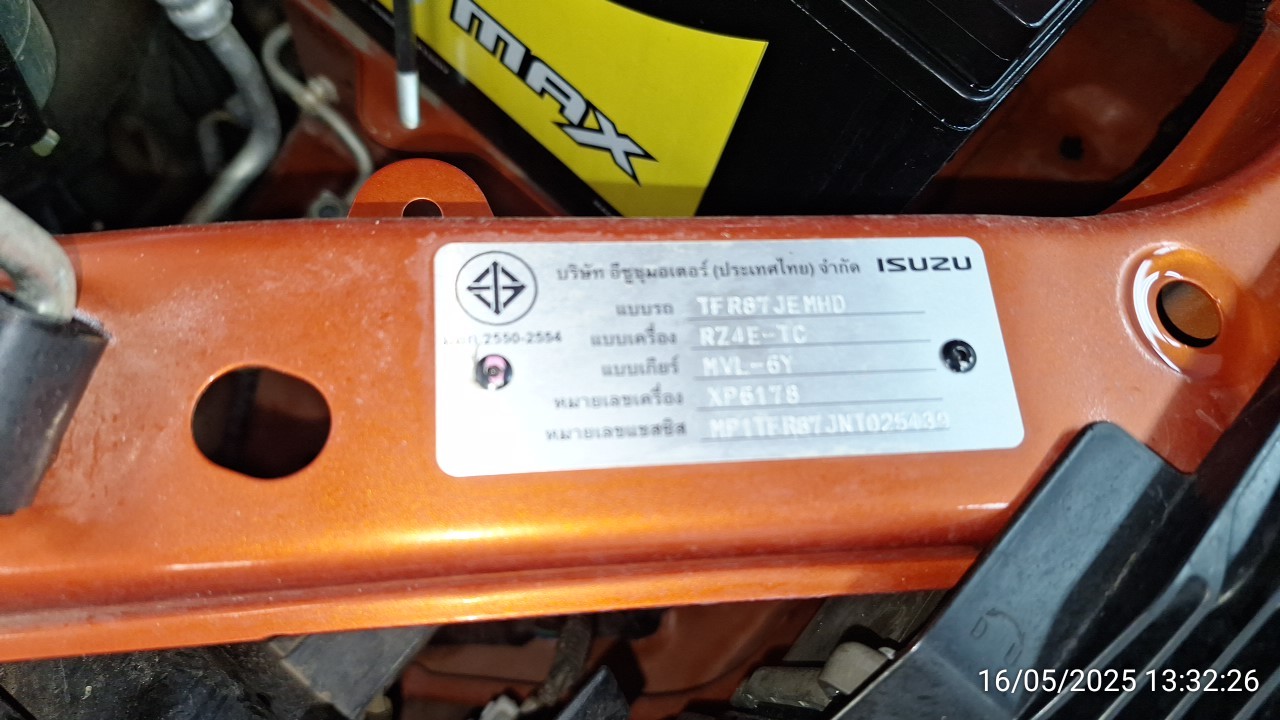 MAX
บริษัท อีซูซุมอเตอร์ (ประเทศไทย) จำกัด ISUZU
แบบรถ TFR87JEMHD
2550-2554 แบบเครื่อง RZ4E-TC
แบบเกียร์ MVL-6Y
หมายเลขเครื่อง XP6178
หมายเลขแชสซิส
16/05/2025 13:32:26